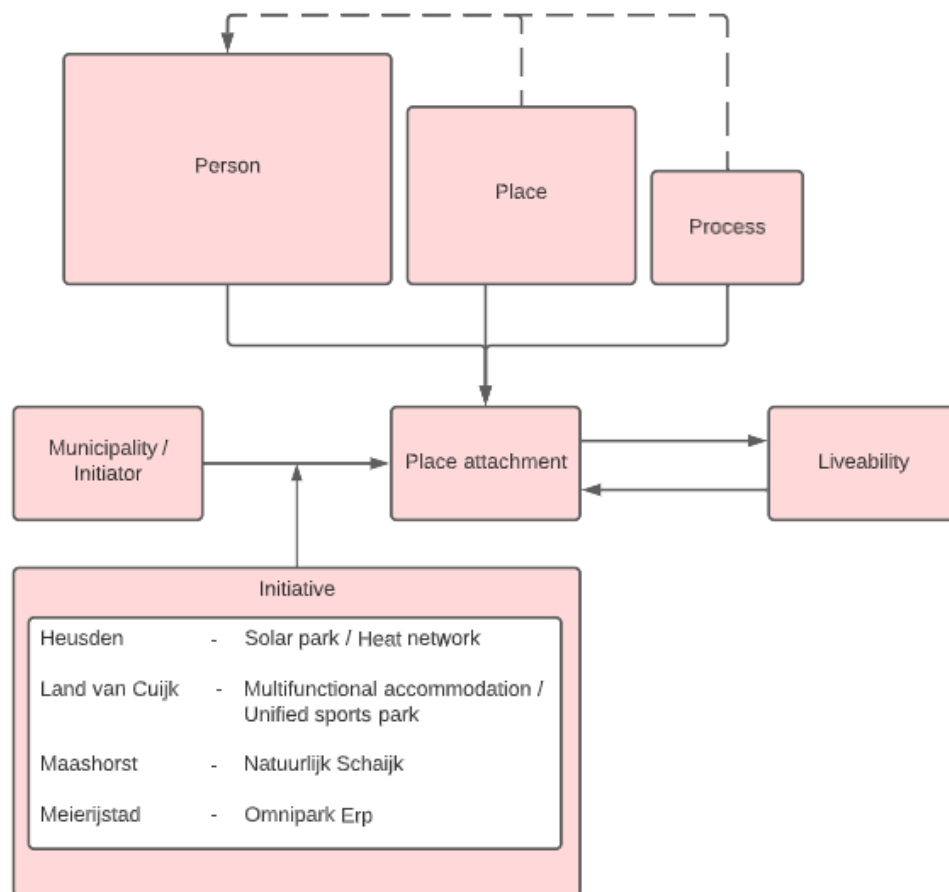 Person
Place
Process
Municipality /
Initiator
Place attachment
Liveability
Initiative
Heusden - Solar park / Heat network
Land van Cuijk - Multifunctional accommodation /
Unified sports park
Maashorst - Natuurlijk Schaijk
Meierijstad - Omnipark Erp